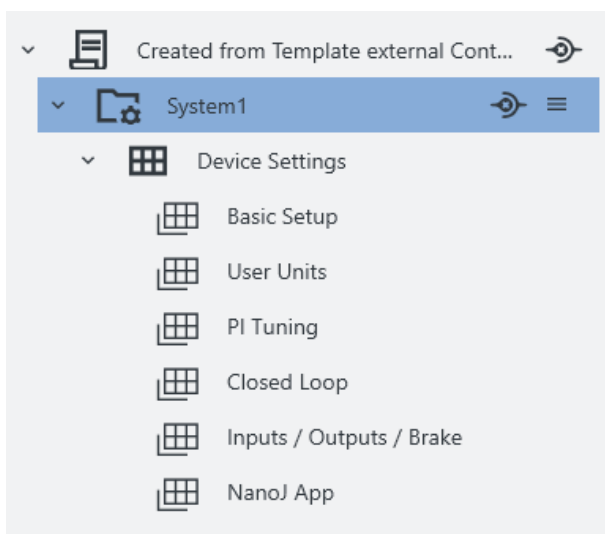 Created from Template external Cont...
System1
Device Settings
Basic Setup
User Units
PI Tuning
Closed Loop
Inputs / Outputs / Brake
NanoJ App